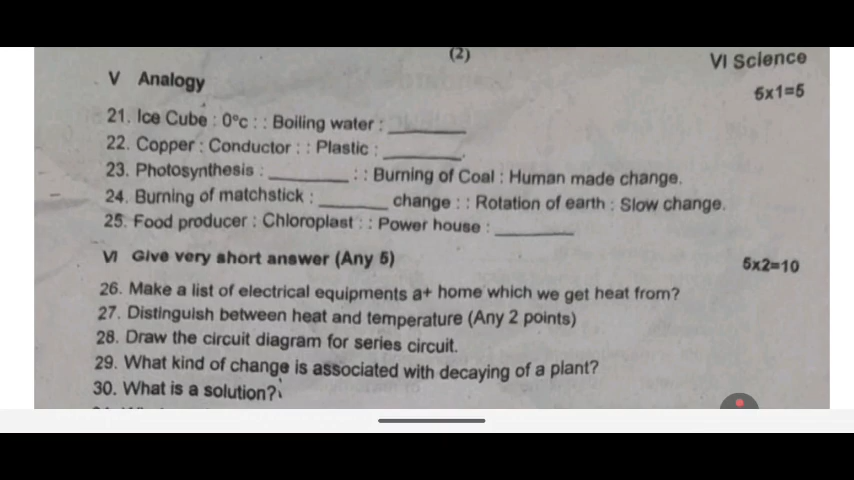 (2)
VI Science
V Analogy
5x1=5
21. Ice Cube : 0°c : : Boiling water : ________
22. Copper : Conductor : : Plastic : ________.
23. Photosynthesis : ________ : : Burning of Coal : Human made change.
24. Burning of matchstick : ________ change : : Rotation of earth : Slow change.
25. Food producer : Chloroplast : : Power house : ________
VI Give very short answer (Any 5)
5x2=10
26. Make a list of electrical equipments a+ home which we get heat from?
27. Distinguish between heat and temperature (Any 2 points)
28. Draw the circuit diagram for series circuit.
29. What kind of change is associated with decaying of a plant?
30. What is a solution?